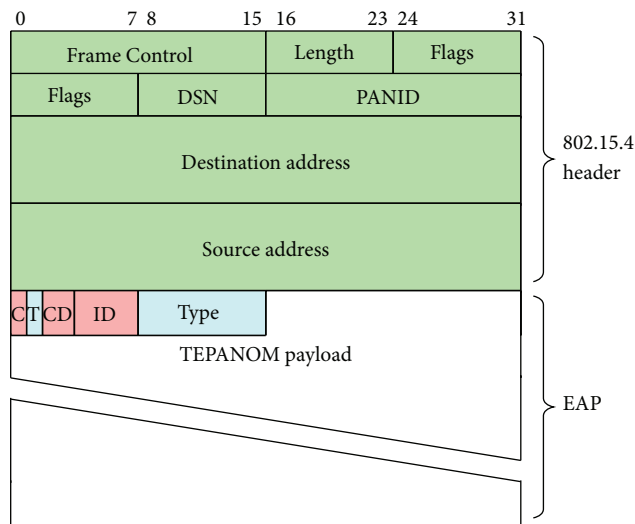 0 7 8 15 16 23 24 31
Frame Control Length Flags
Flags DSN PANID
802.15.4
header
Destination address
Source address
C T CD ID Type
TEPANOM payload
EAP